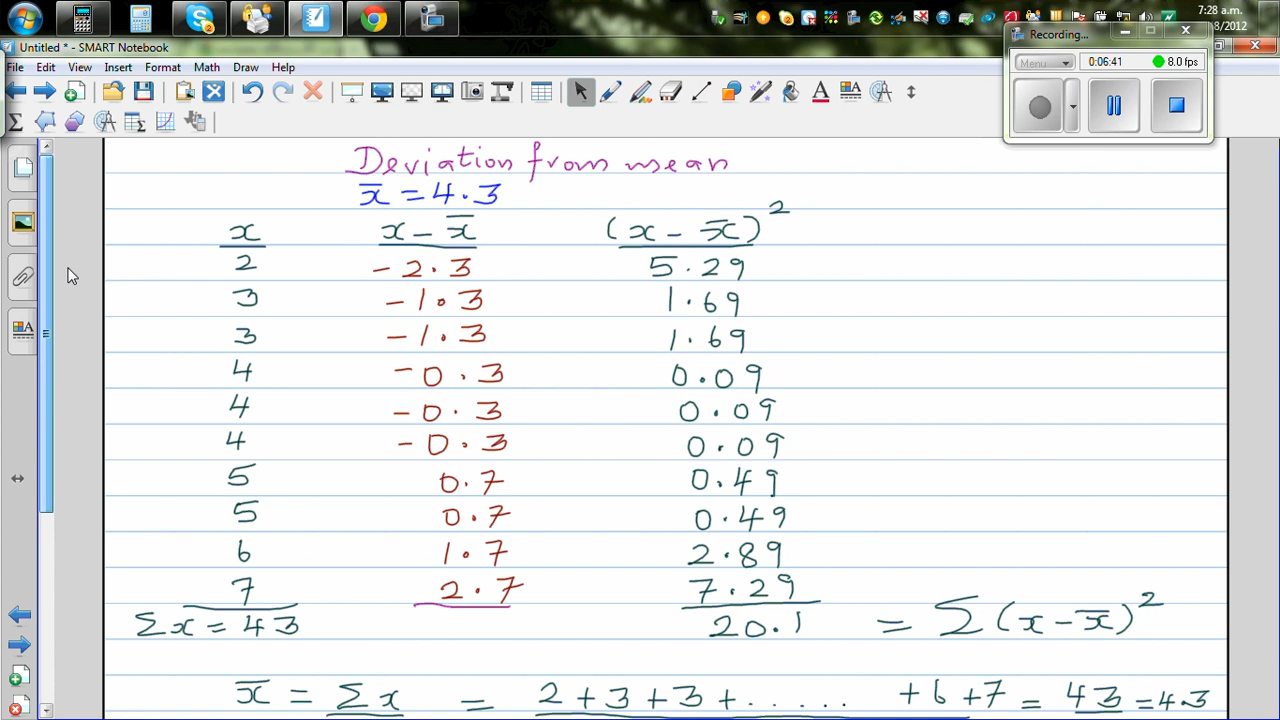 7:28 a.m.
8/2012
Untitled * - SMART Notebook
Recording...
File Edit View Insert Format Math Draw Help
Menu 0:06:41 8.0 fps
Deviation from mean
x̄ = 4.3
x x - x̄ (x - x̄)²
2 -2.3 5.29
3 -1.3 1.69
3 -1.3 1.69
4 -0.3 0.09
4 -0.3 0.09
4 -0.3 0.09
5 0.7 0.49
5 0.7 0.49
6 1.7 2.89
7 2.7 7.29
Σx = 43 20.1 = Σ(x - x̄)²
x̄ = Σx = 2+3+3+..... +6+7 = 43 = 4.3